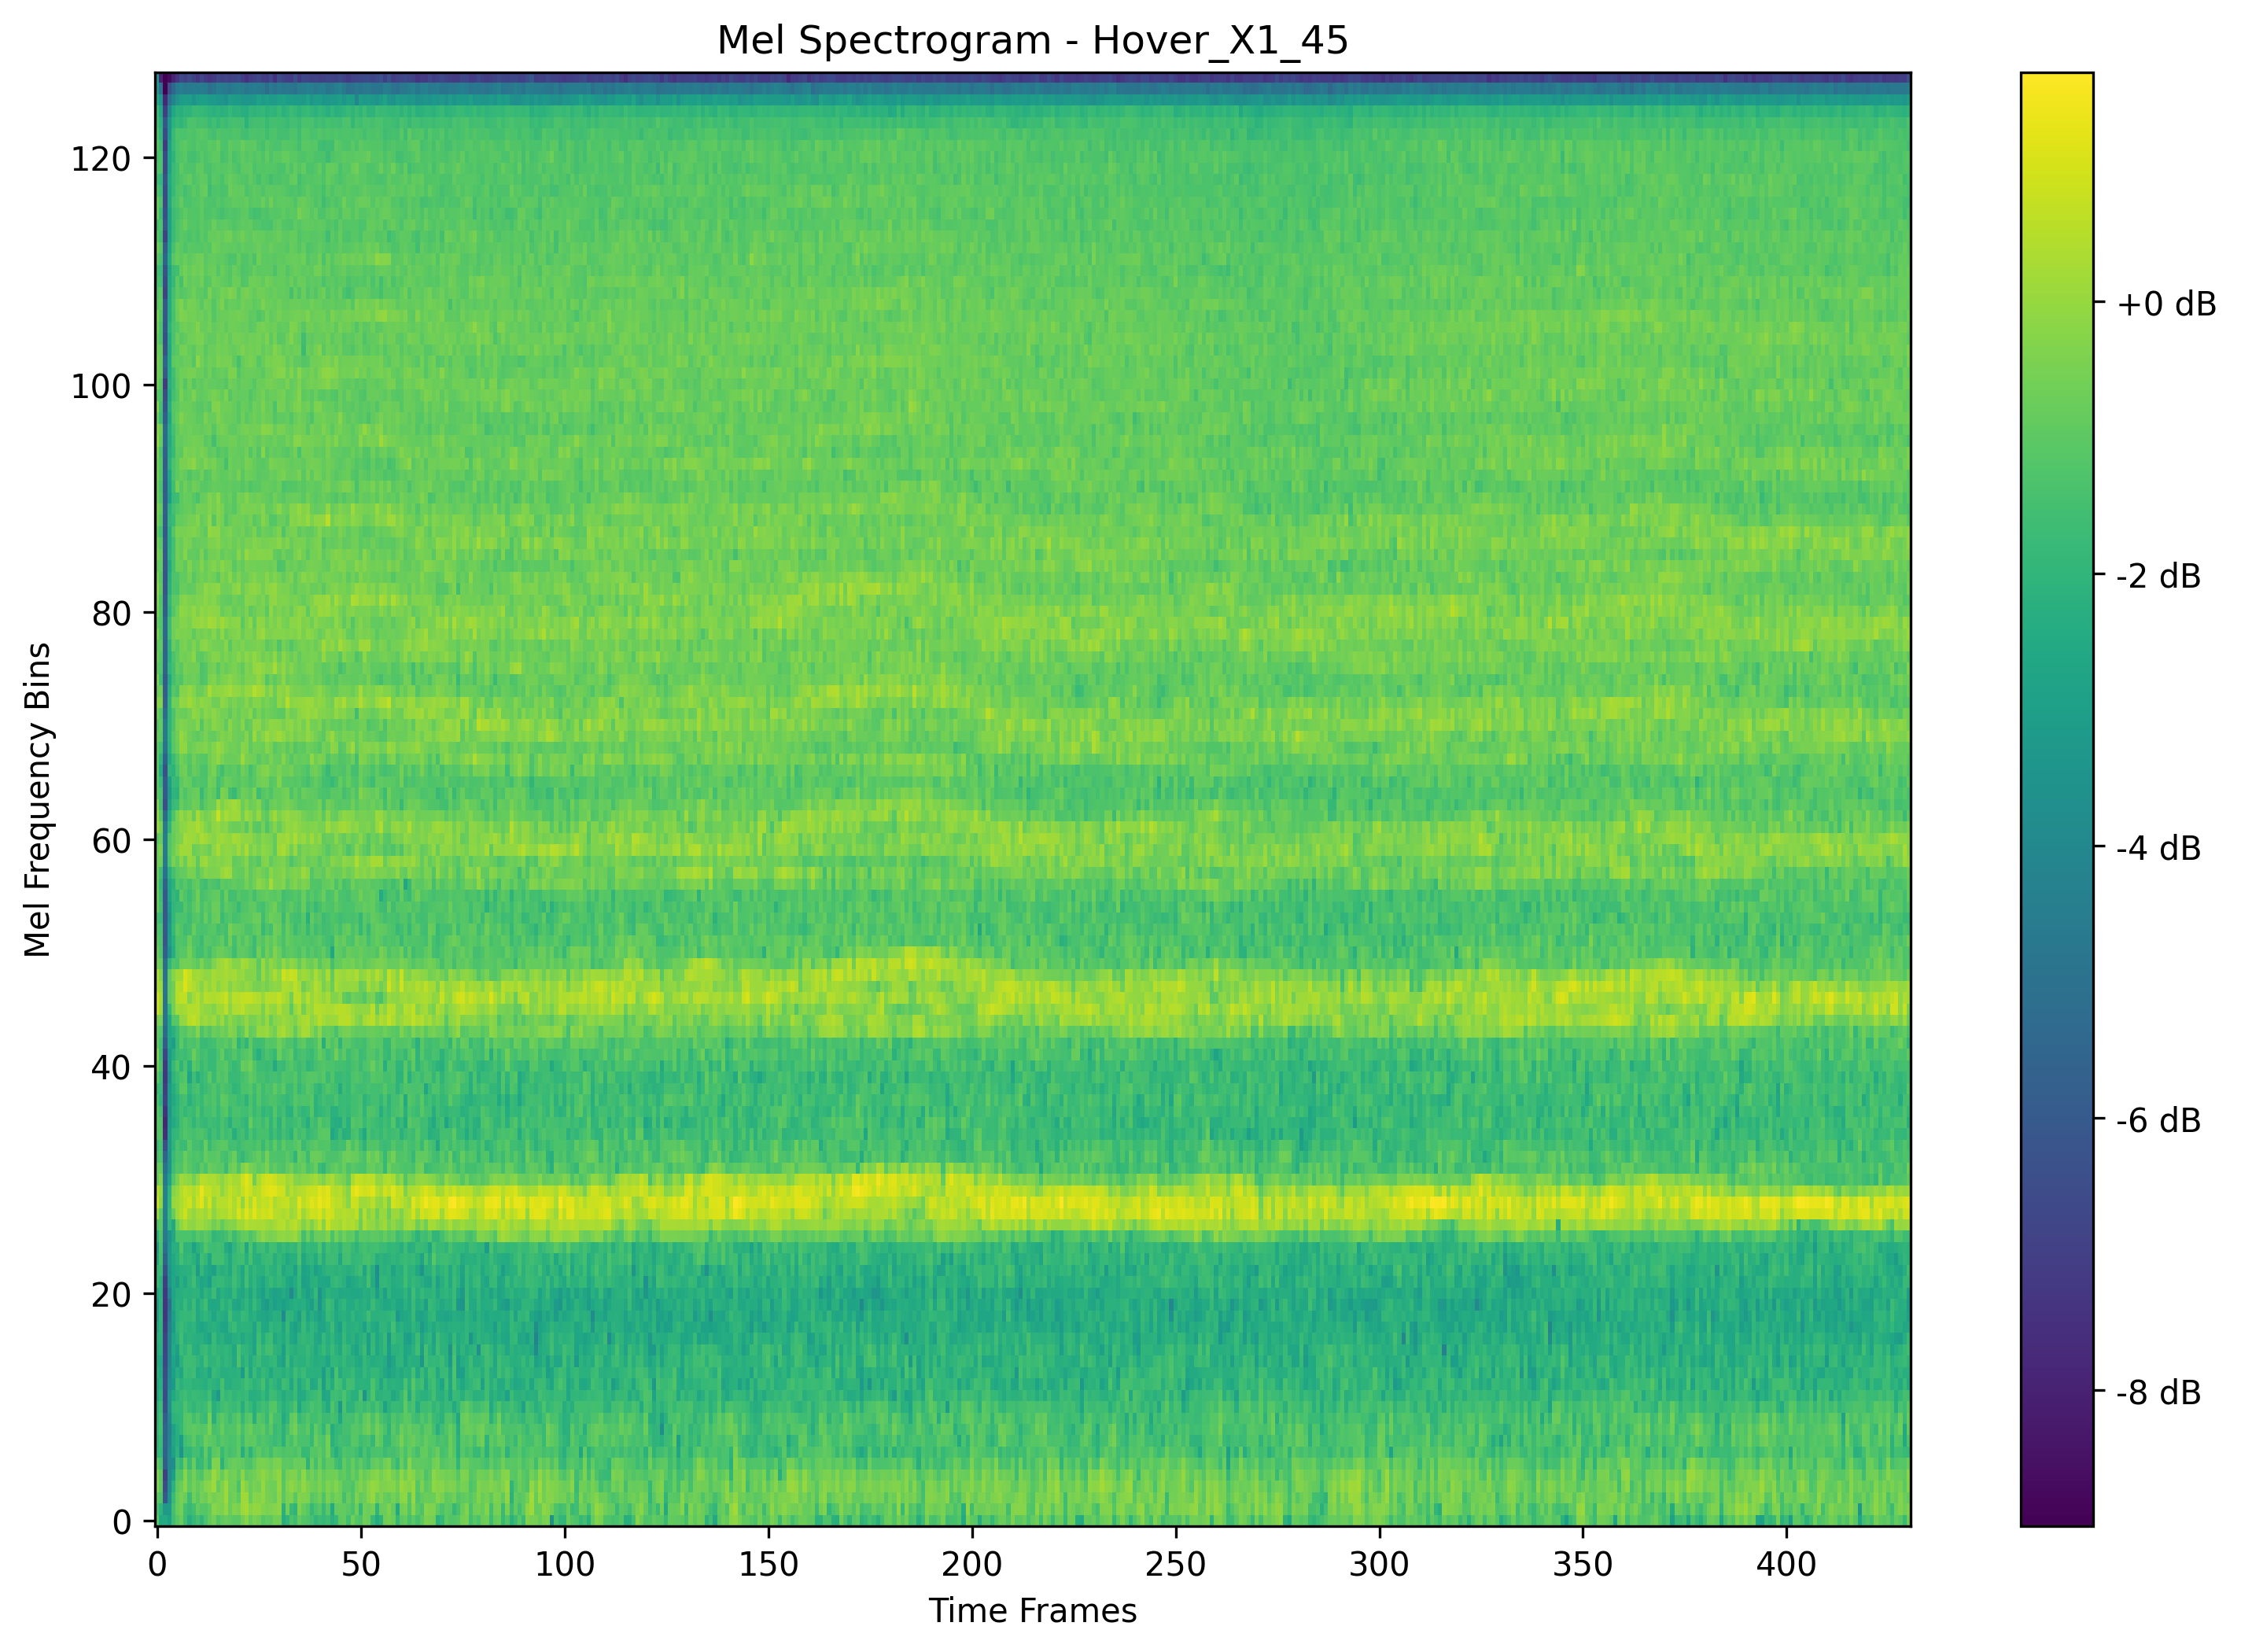 Mel Spectrogram - Hover_X1_45
Mel Frequency Bins
120
100
80
60
40
20
0
0 50 100 150 200 250 300 350 400
Time Frames
+0 dB
-2 dB
-4 dB
-6 dB
-8 dB